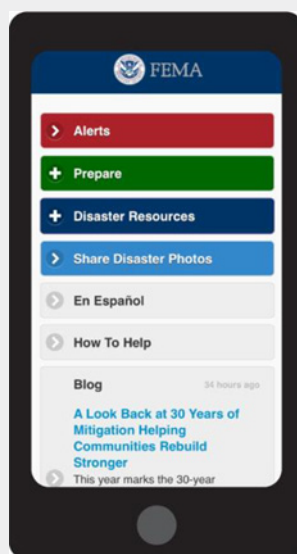 FEMA
Alerts
Prepare
Disaster Resources
Share Disaster Photos
En Español
How To Help
Blog 34 hours ago
A Look Back at 30 Years of
Mitigation Helping
Communities Rebuild
Stronger
This year marks the 30-year